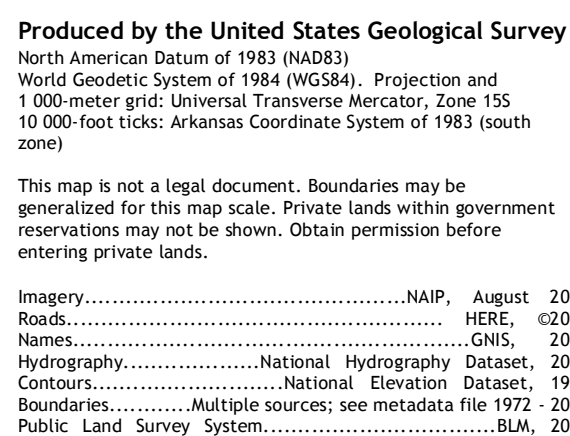 Produced by the United States Geological Survey
North American Datum of 1983 (NAD83)
World Geodetic System of 1984 (WGS84). Projection and
1 000-meter grid: Universal Transverse Mercator, Zone 15S
10 000-foot ticks: Arkansas Coordinate System of 1983 (south
zone)
This map is not a legal document. Boundaries may be
generalized for this map scale. Private lands within government
reservations may not be shown. Obtain permission before
entering private lands.
Imagery................................................NAIP, August 20
Roads........................................................ HERE, ©20
Names...........................................................GNIS, 20
Hydrography....................National Hydrography Dataset, 20
Contours............................National Elevation Dataset, 19
Boundaries............Multiple sources; see metadata file 1972 - 20
Public Land Survey System..................................BLM, 20